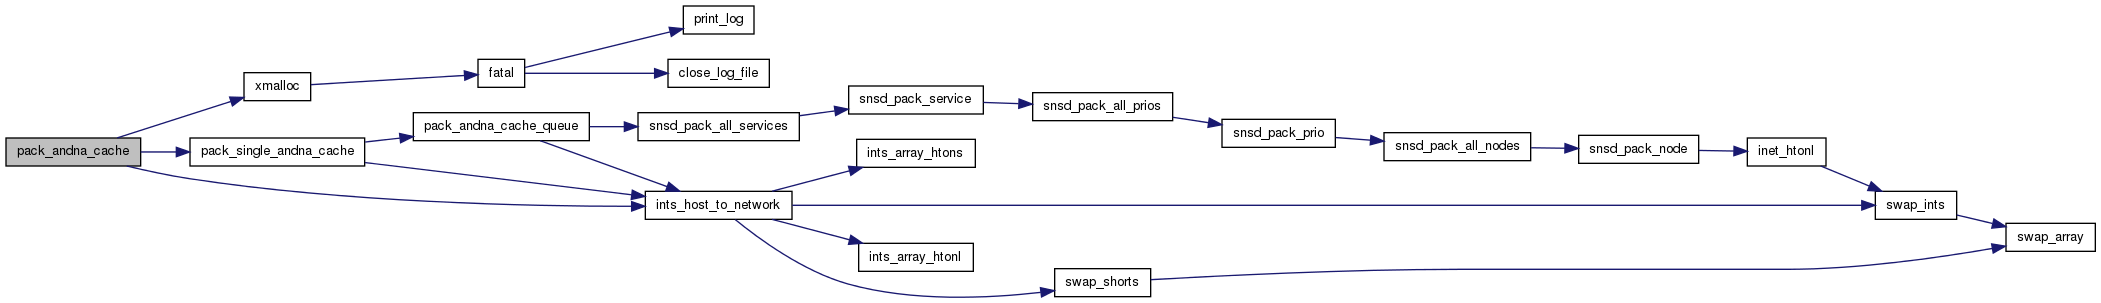 print_log
fatal
close_log_file
xmalloc
snsd_pack_service
snsd_pack_all_prios
pack_andna_cache_queue
snsd_pack_all_services
snsd_pack_prio
snsd_pack_all_nodes
snsd_pack_node
inet_htonl
pack_andna_cache
pack_single_andna_cache
ints_array_htons
ints_host_to_network
swap_ints
swap_array
ints_array_htonl
swap_shorts